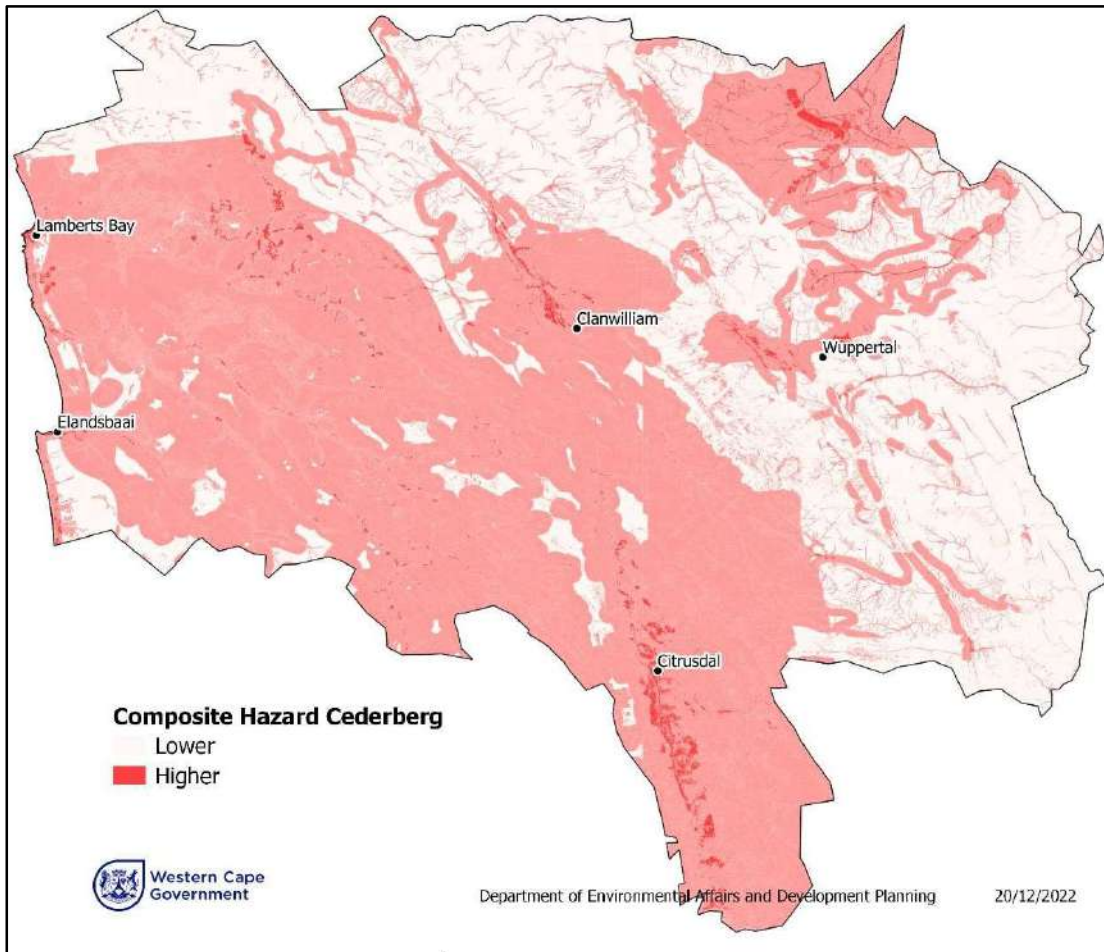 Lamberts Bay
Clanwilliam
Wuppertal
Elandsbaai
Citrusdal
Composite Hazard Cederberg
Lower
Higher
Western Cape
Government
Department of Environmental Affairs and Development Planning 20/12/2022